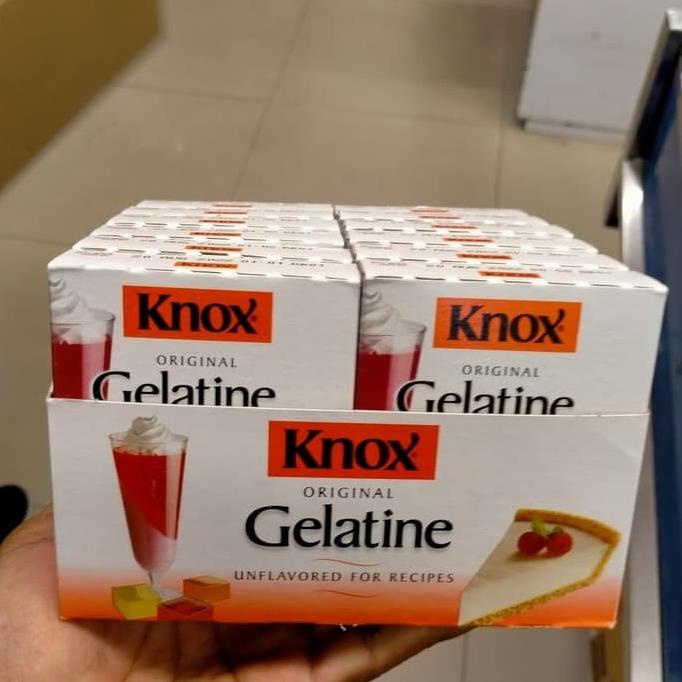 Knox
ORIGINAL
Gelatine
Knox
ORIGINAL
Gelatine
Knox
ORIGINAL
Gelatine
UNFLAVORED FOR RECIPES